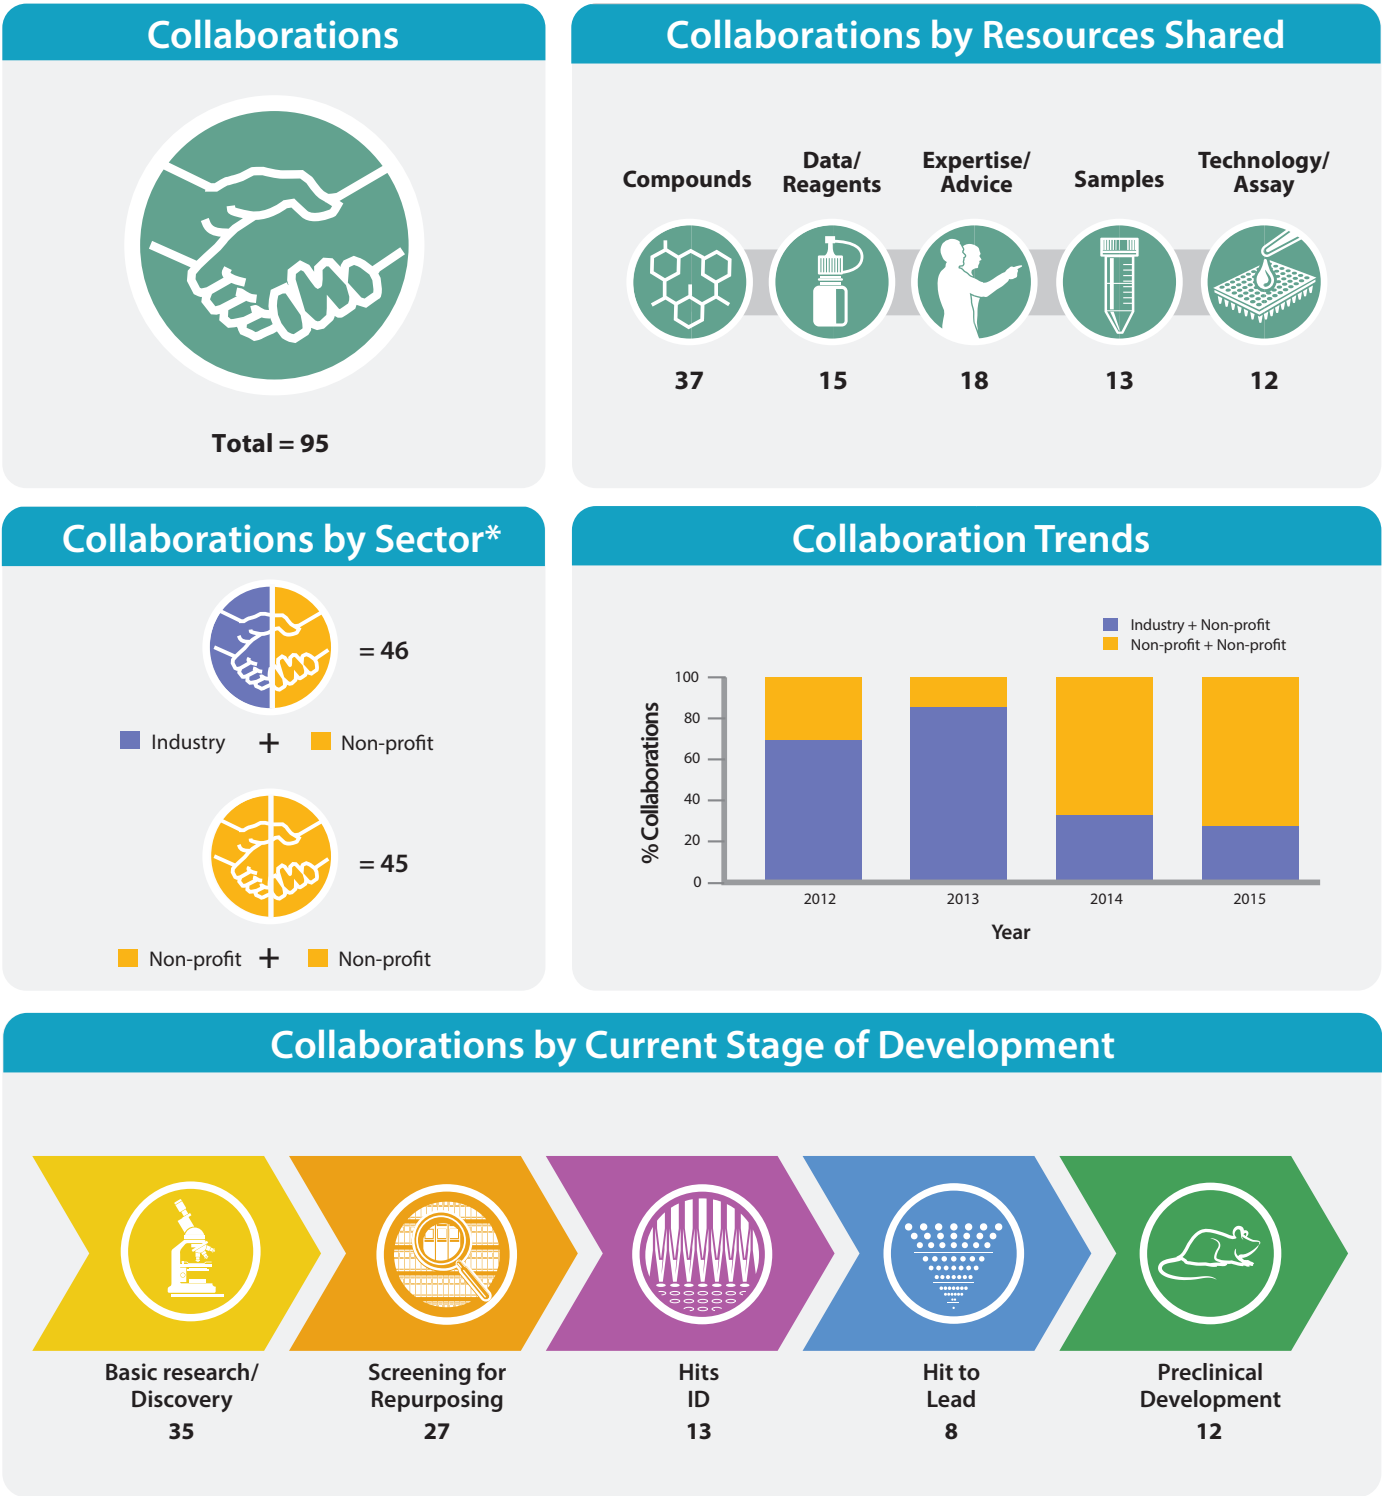 Collaborations
Total = 95
Collaborations by Resources Shared
Compounds
Data/
Reagents
Expertise/
Advice
Samples
Technology/
Assay
37
15
18
13
12
Collaborations by Sector*
= 46
Industry + Non-profit
= 45
Non-profit + Non-profit
Collaboration Trends
Industry + Non-profit
Non-profit + Non-profit
% Collaborations
100
80
60
40
20
0
2012 2013 2014 2015
Year
Collaborations by Current Stage of Development
Basic research/
Discovery
35
Screening for
Repurposing
27
Hits
ID
13
Hit to
Lead
8
Preclinical
Development
12